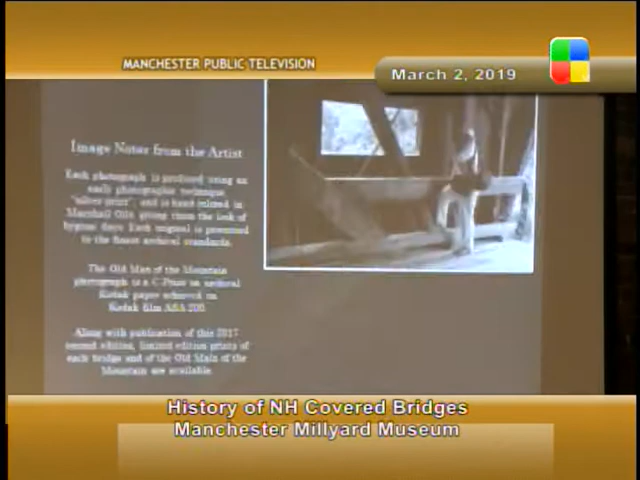 MANCHESTER PUBLIC TELEVISION
March 2, 2019
Image Notes from the Artist
Each photograph is produced using an
early photographic technique
"silver print", and is hand tinted in
Marshall Oils giving them the look of
bygone days. Each original is presented
to the finest archival standards.
The Old Man of the Mountain
photograph is a C-Print on archival
Kodak paper achieved on
Kodak film ASA 200.
Along with publication of this 2017
second edition, limited edition prints of
each bridge and of the Old Man of the
Mountain are available.
History of NH Covered Bridges
Manchester Millyard Museum